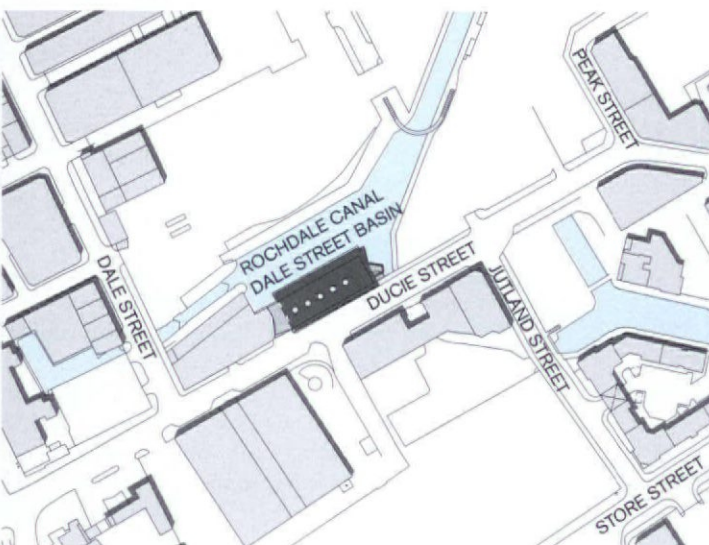 PEAK STREET
ROCHDALE CANAL
DALE STREET BASIN
DUCIE STREET
DALE STREET
JUTLAND STREET
STORE STREET